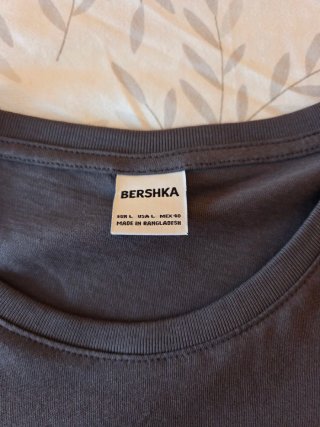 BERSHKA
EUR L USA L MEX 40
MADE IN BANGLADESH